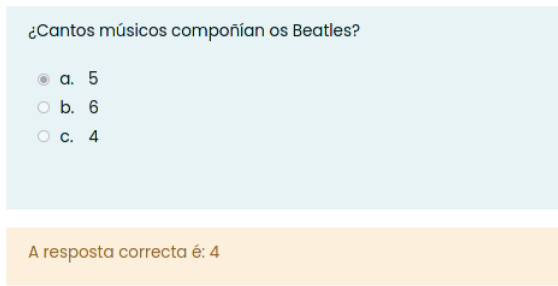 ¿Cantos músicos compoñían os Beatles?
a. 5
b. 6
c. 4
A resposta correcta é: 4